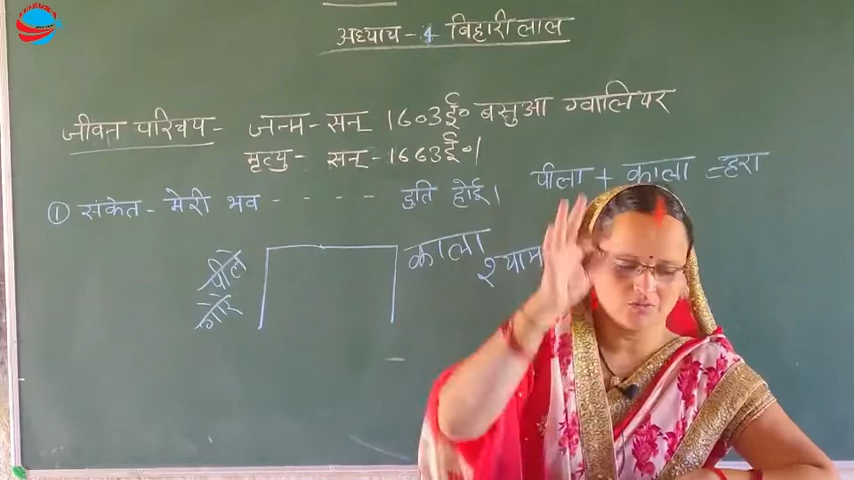 अध्याय - 4 बिहारी लाल
जीवन परिचय - जन्म - सन् 1603ई० बसुआ ग्वालियर
मृत्यु - सन् - 1663ई०।
पीला + काला = हरा
① संकेत - मेरी भव - - - - - दुति होई।
पीले
गोरे
काला
श्याम